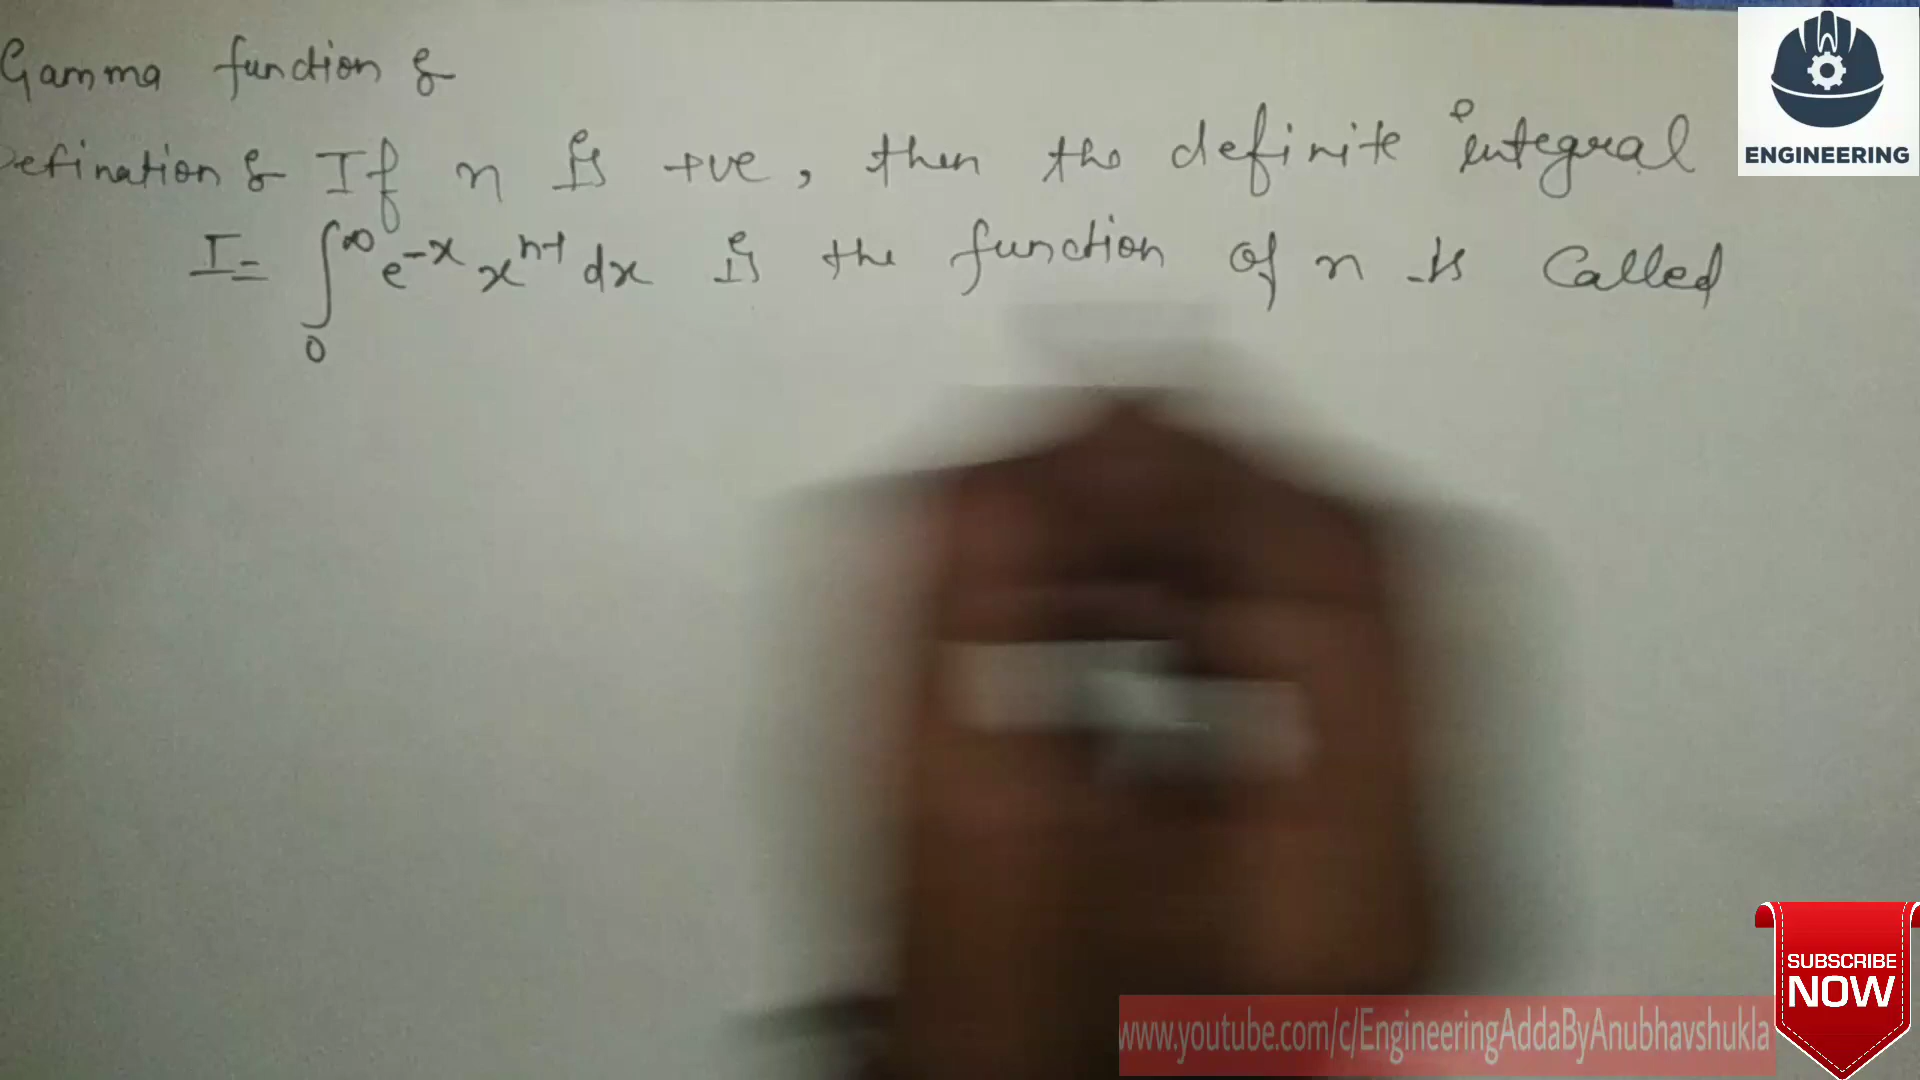 Gamma function :-
Defination :- If n is +ve, then the definite integral
I = ∫₀^∞ e^-x x^n-1 dx is the function of n is called
ENGINEERING
SUBSCRIBE
NOW
www.youtube.com/c/EngineeringAddaByAnubhavshukla